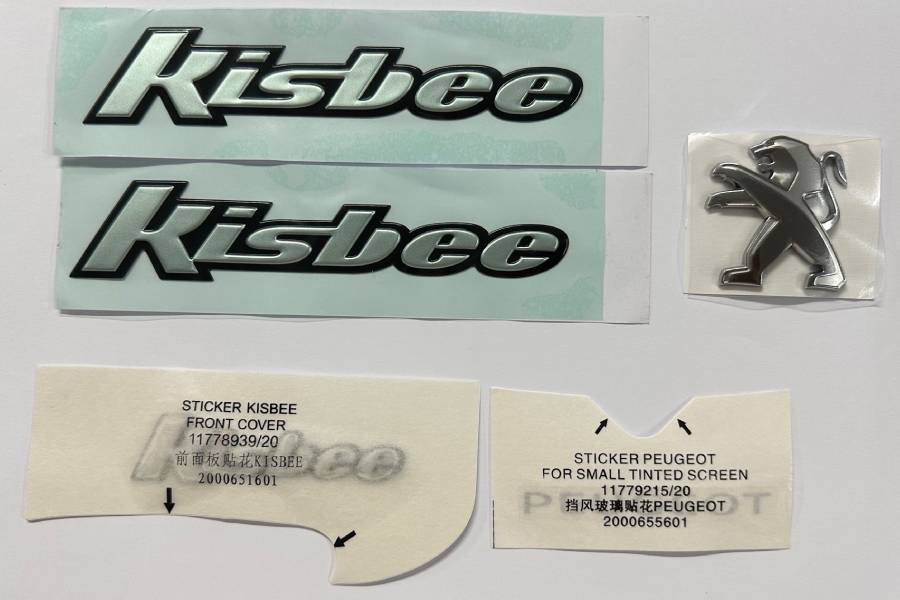 Kisbee
Kisbee
STICKER KISBEE
FRONT COVER
11778939/20
前面板贴花KISBEE
2000651601
Kisbee
STICKER PEUGEOT
FOR SMALL TINTED SCREEN
11779215/20
挡风玻璃贴花PEUGEOT
2000655601
PEUGEOT